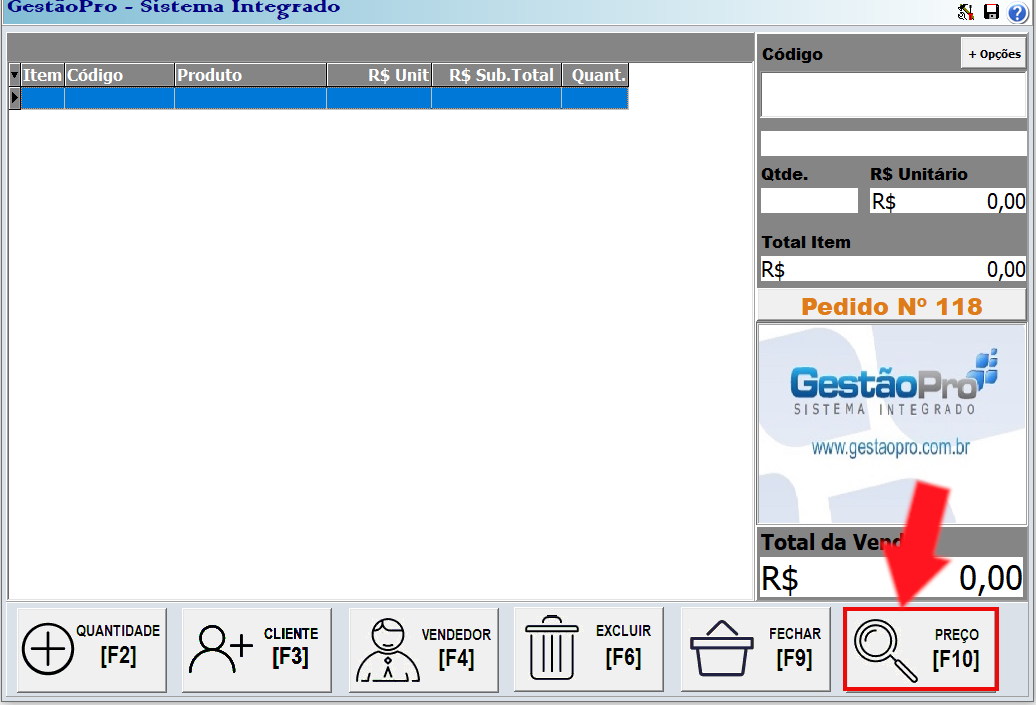 GestãoPro - Sistema Integrado
Item Código Produto R$ Unit R$ Sub.Total Quant.
Código
+ Opções
Qtde. R$ Unitário
R$ 0,00
Total Item
R$ 0,00
Pedido Nº 118
GestãoPro
SISTEMA INTEGRADO
www.gestaopro.com.br
Total da Venda
R$ 0,00
QUANTIDADE
[F2]
CLIENTE
[F3]
VENDEDOR
[F4]
EXCLUIR
[F6]
FECHAR
[F9]
PREÇO
[F10]